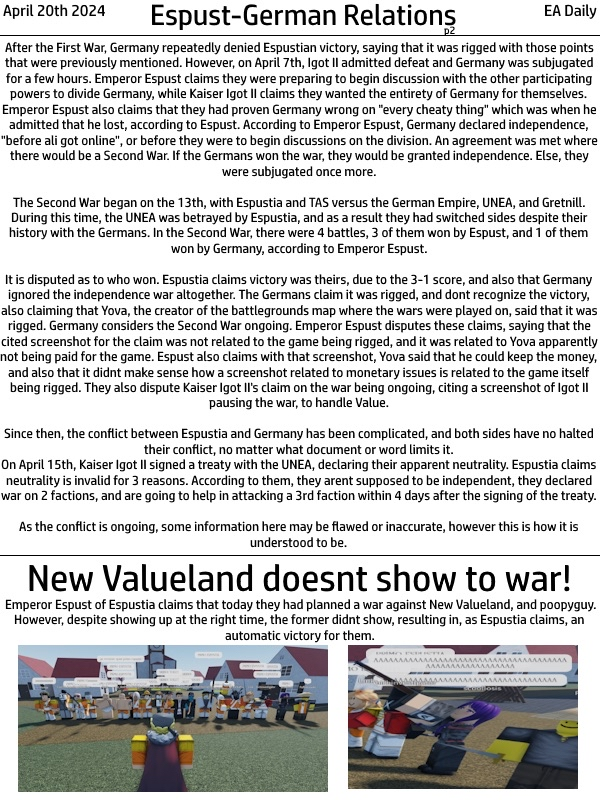 April 20th 2024
Espust-German Relations
EA Daily
p2
After the First War, Germany repeatedly denied Espustian victory, saying that it was rigged with those points
that were previously mentioned. However, on April 7th, Igot II admitted defeat and Germany was subjugated
for a few hours. Emperor Espust claims they were preparing to begin discussion with the other participating
powers to divide Germany, while Kaiser Igot II claims they wanted the entirety of Germany for themselves.
Emperor Espust also claims that they had proven Germany wrong on "every cheaty thing" which was when he
admitted that he lost, according to Espust. According to Emperor Espust, Germany declared independence,
"before ali got online", or before they were to begin discussions on the division. An agreement was met where
there would be a Second War. If the Germans won the war, they would be granted independence. Else, they
were subjugated once more.
The Second War began on the 13th, with Espustia and TAS versus the German Empire, UNEA, and Gretnill.
During this time, the UNEA was betrayed by Espustia, and as a result they had switched sides despite their
history with the Germans. In the Second War, there were 4 battles, 3 of them won by Espust, and 1 of them
won by Germany, according to Emperor Espust.
It is disputed as to who won. Espustia claims victory was theirs, due to the 3-1 score, and also that Germany
ignored the independence war altogether. The Germans claim it was rigged, and dont recognize the victory,
also claiming that Yova, the creator of the battlegrounds map where the wars were played on, said that it was
rigged. Germany considers the Second War ongoing. Emperor Espust disputes these claims, saying that the
cited screenshot for the claim was not related to the game being rigged, and it was related to Yova apparently
not being paid for the game. Espust also claims with that screenshot, Yova said that he could keep the money,
and also that it didnt make sense how a screenshot related to monetary issues is related to the game itself
being rigged. They also dispute Kaiser Igot II's claim on the war being ongoing, citing a screenshot of Igot II
pausing the war, to handle Value.
Since then, the conflict between Espustia and Germany has been complicated, and both sides have no halted
their conflict, no matter what document or word limits it.
On April 15th, Kaiser Igot II signed a treaty with the UNEA, declaring their apparent neutrality. Espustia claims
neutrality is invalid for 3 reasons. According to them, they arent supposed to be independent, they declared
war on 2 factions, and are going to help in attacking a 3rd faction within 4 days after the signing of the treaty.
As the conflict is ongoing, some information here may be flawed or inaccurate, however this is how it is
understood to be.
New Valueland doesnt show to war!
Emperor Espust of Espustia claims that today they had planned a war against New Valueland, and poopyguy.
However, despite showing up at the right time, the former didnt show, resulting in, as Espustia claims, an
automatic victory for them.